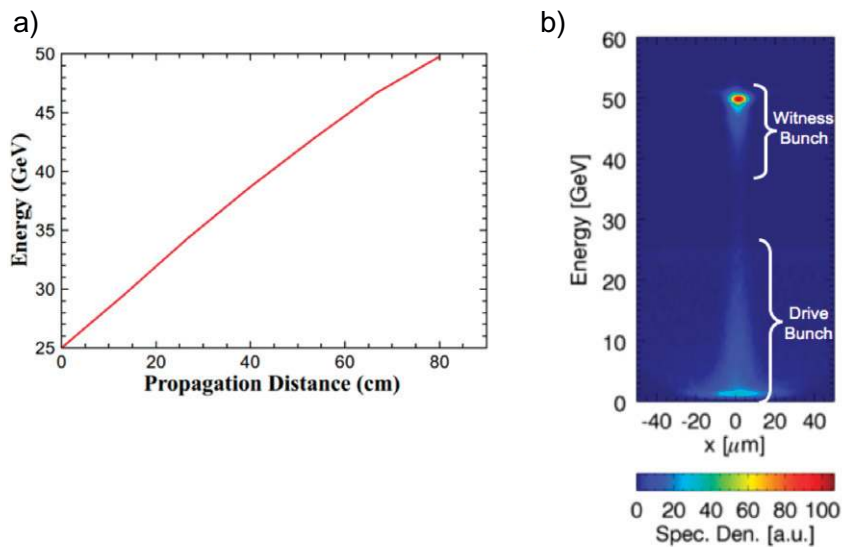 a)
50
45
40
35
30
25
Energy (GeV)
0 20 40 60 80
Propagation Distance (cm)
b)
60
50
40
30
20
10
0
Energy [GeV]
Witness
Bunch
Drive
Bunch
-40 -20 0 20 40
x [μm]
0 20 40 60 80 100
Spec. Den. [a.u.]